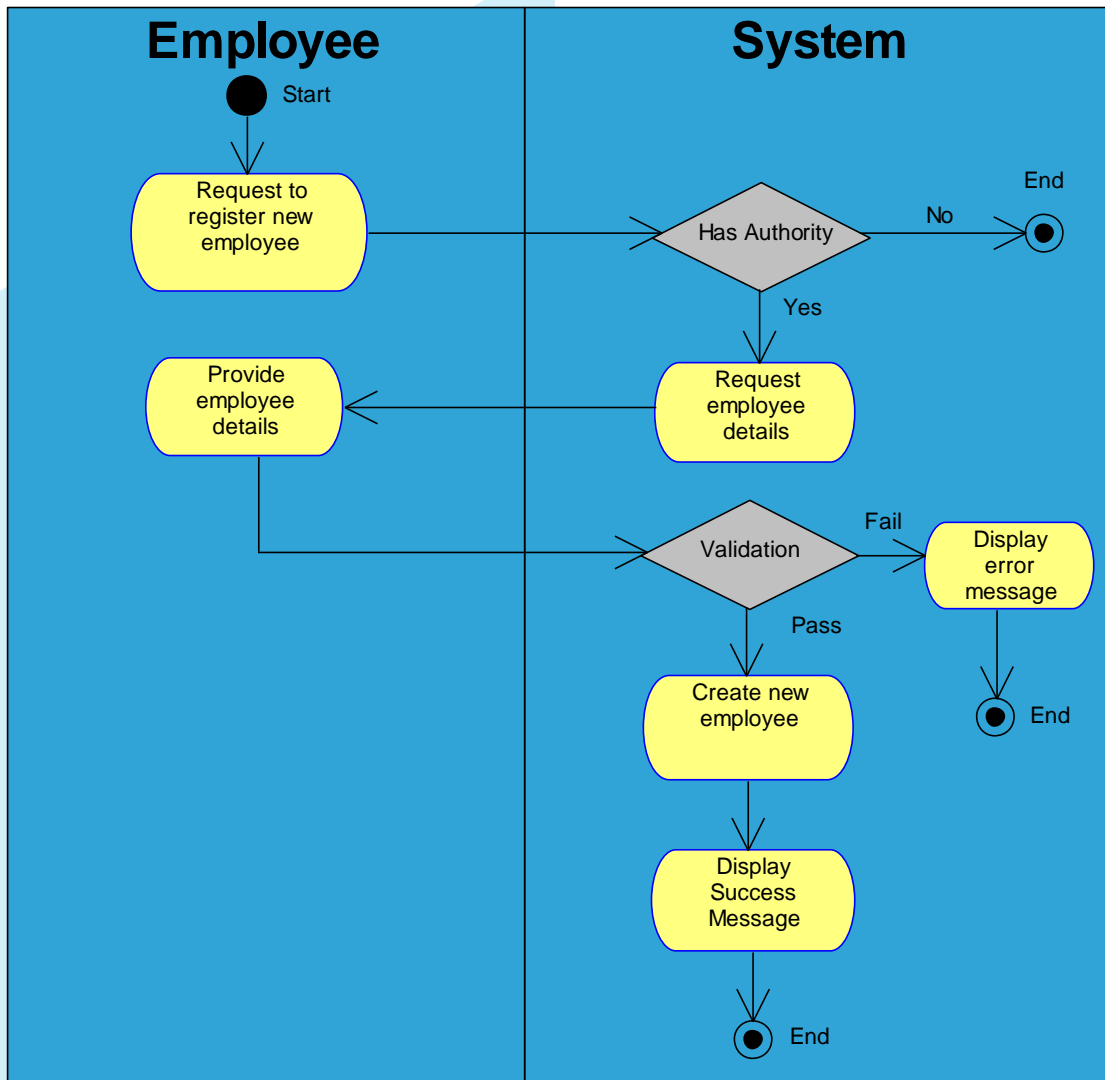 Employee
System
Start
Request to
register new
employee
Has Authority
No
End
Yes
Provide
employee
details
Request
employee
details
Validation
Fail
Display
error
message
Pass
Create new
employee
End
Display
Success
Message
End